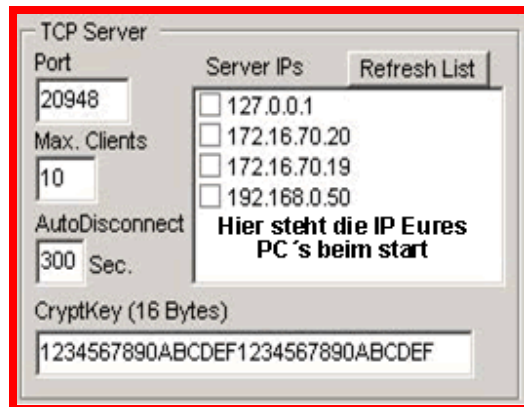 TCP Server
Port
20948
Max. Clients
10
AutoDisconnect
300 Sec.
Server IPs
Refresh List
127.0.0.1
172.16.70.20
172.16.70.19
192.168.0.50
Hier steht die IP Eures
PC´s beim start
CryptKey (16 Bytes)
1234567890ABCDEF1234567890ABCDEF